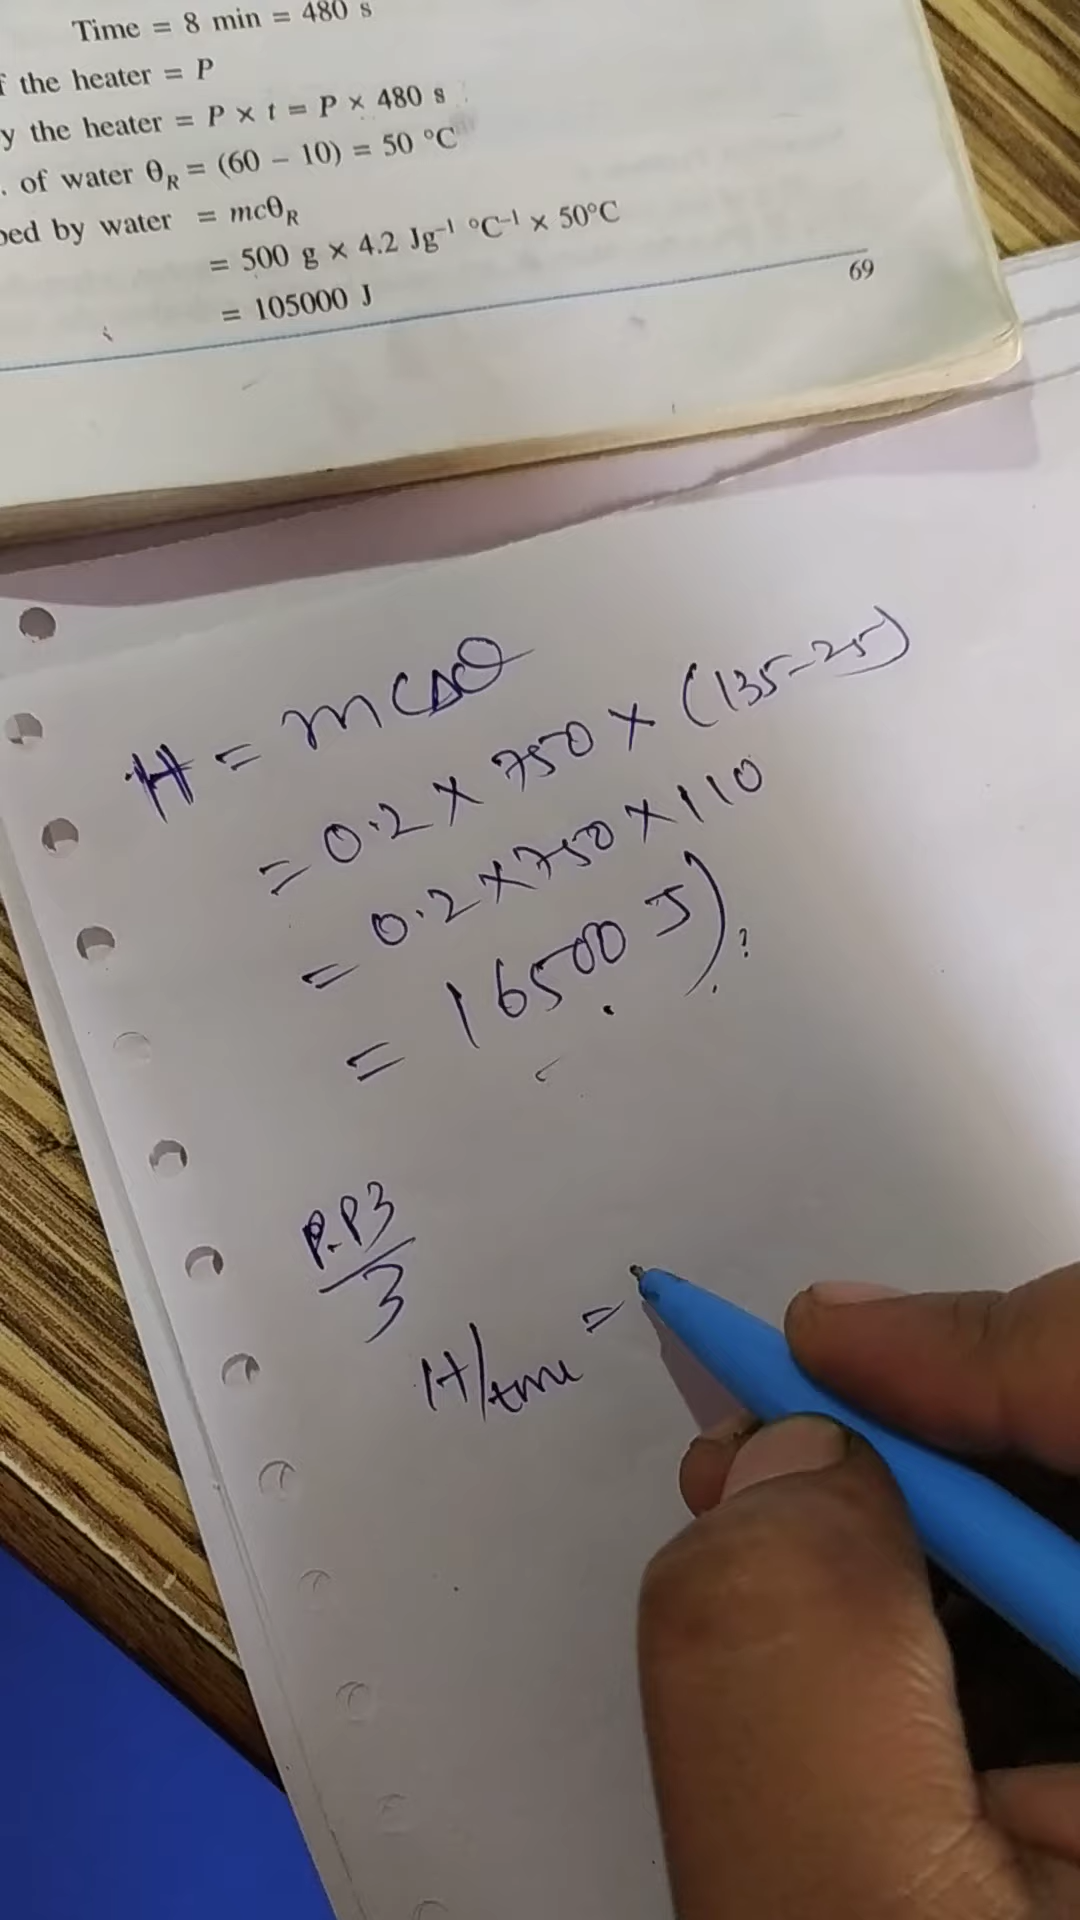 Time = 8 min = 480 s
f the heater = P
y the heater = P × t = P × 480 s
. of water θR = (60 – 10) = 50 °C
bed by water = mcθR
= 500 g × 4.2 Jg⁻¹ °C⁻¹ × 50°C
= 105000 J
69
H = mcΔθ
= 0.2 × 750 × (135-25)
= 0.2 × 750 × 110
= 16500 J)
P.P3
3
H/time =